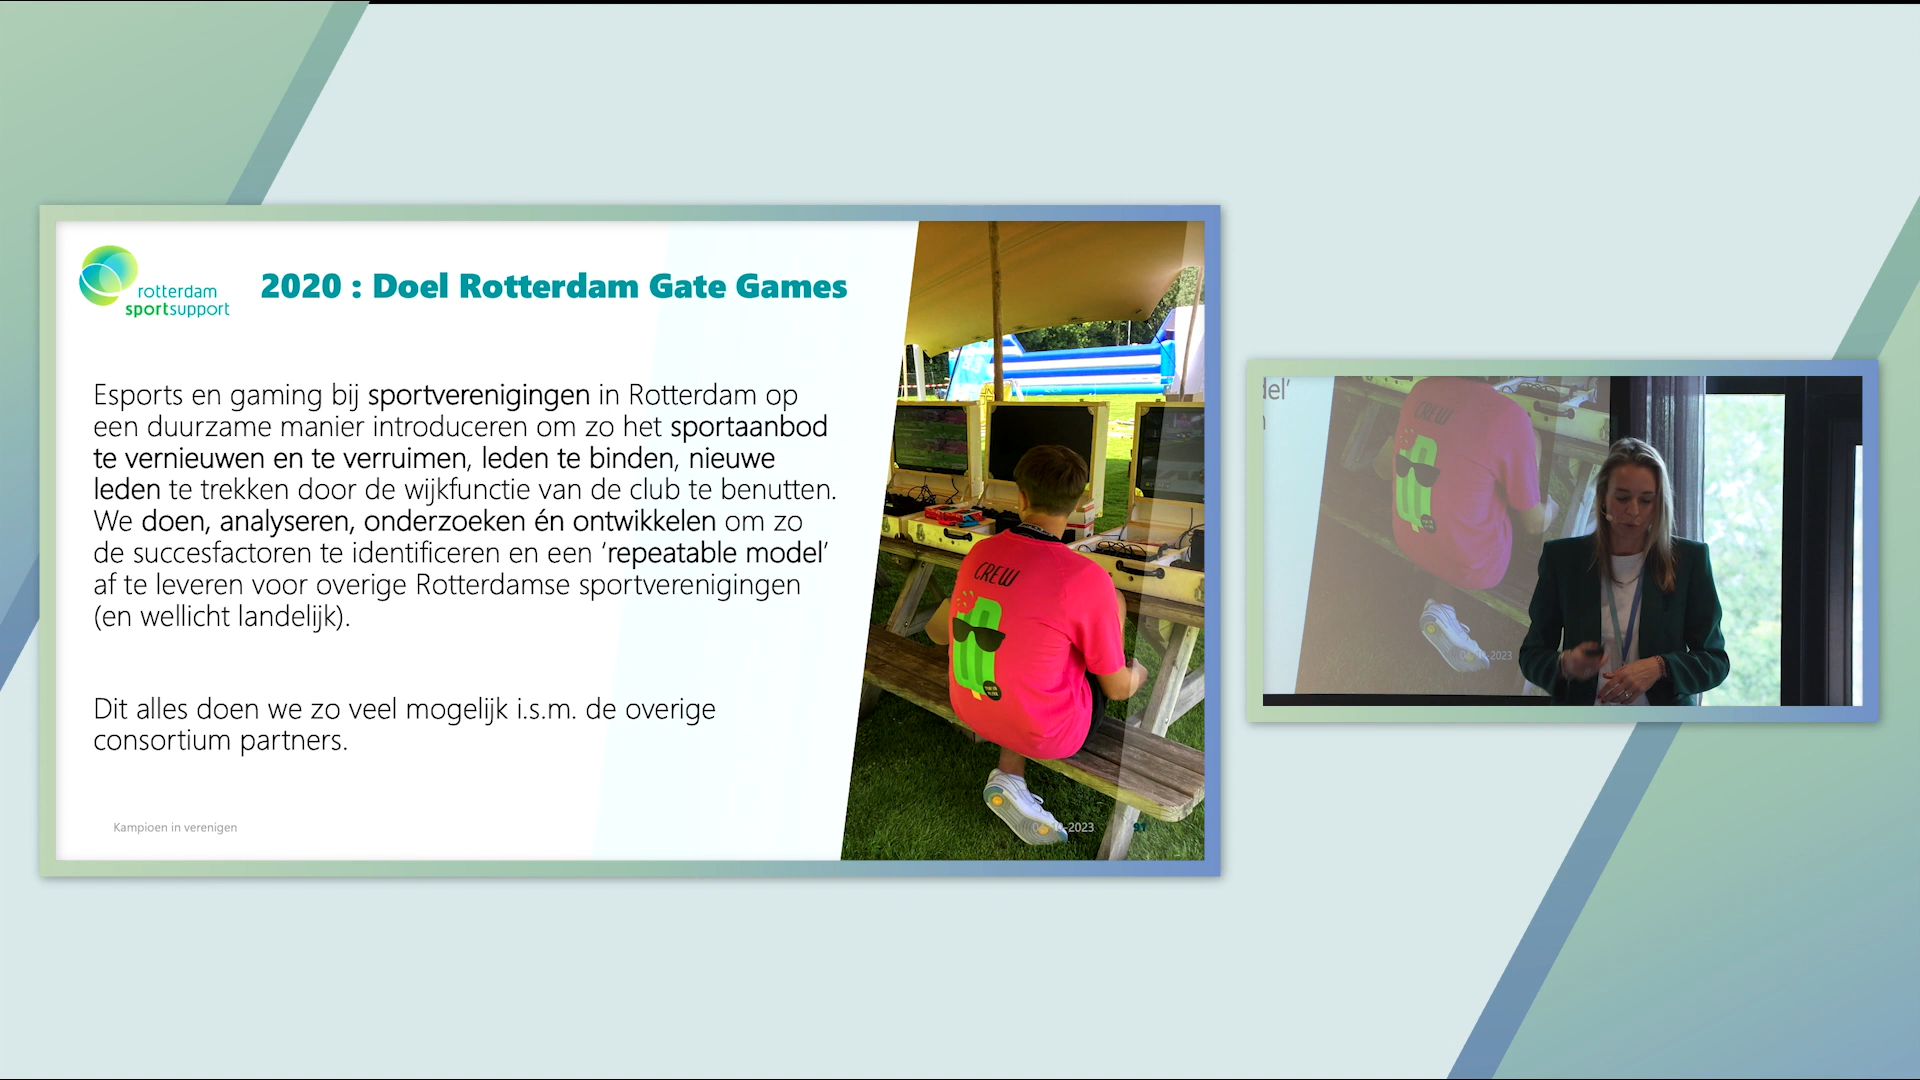 rotterdam
sportsupport
2020 : Doel Rotterdam Gate Games
Esports en gaming bij sportverenigingen in Rotterdam op
een duurzame manier introduceren om zo het sportaanbod
te vernieuwen en te verruimen, leden te binden, nieuwe
leden te trekken door de wijkfunctie van de club te benutten.
We doen, analyseren, onderzoeken én ontwikkelen om zo
de succesfactoren te identificeren en een ‘repeatable model’
af te leveren voor overige Rotterdamse sportverenigingen
(en wellicht landelijk).
Dit alles doen we zo veel mogelijk i.s.m. de overige
consortium partners.
Kampioen in verenigen
91
CREW
del’
CREW